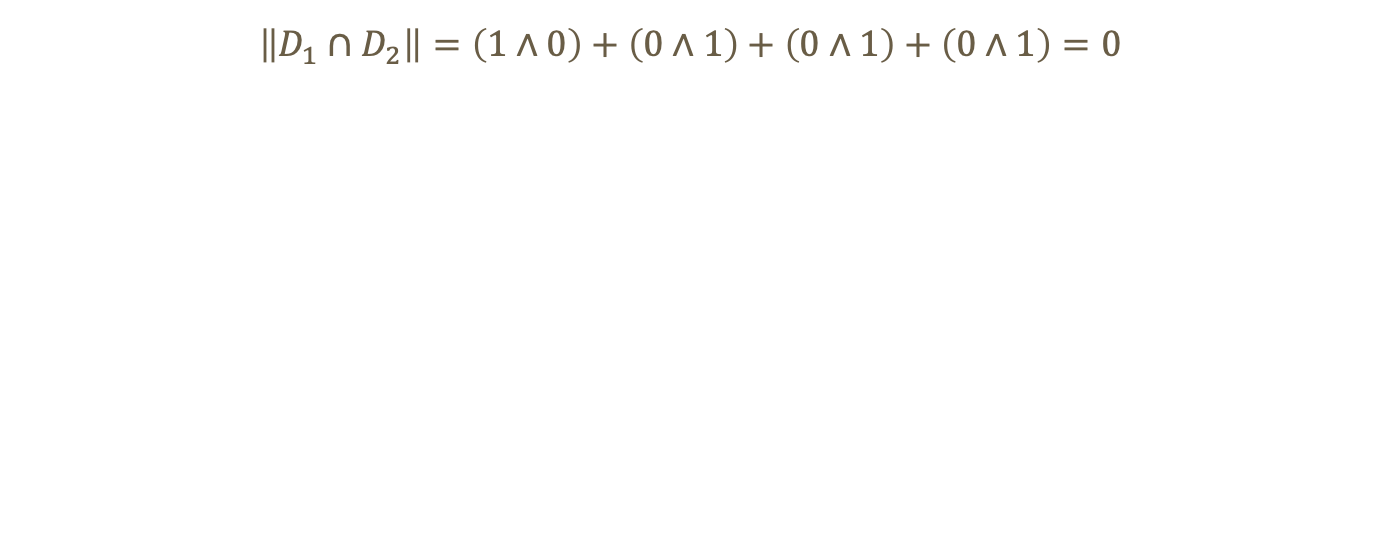 ‖D₁ ∩ D₂‖ = (1 ∧ 0) + (0 ∧ 1) + (0 ∧ 1) + (0 ∧ 1) = 0